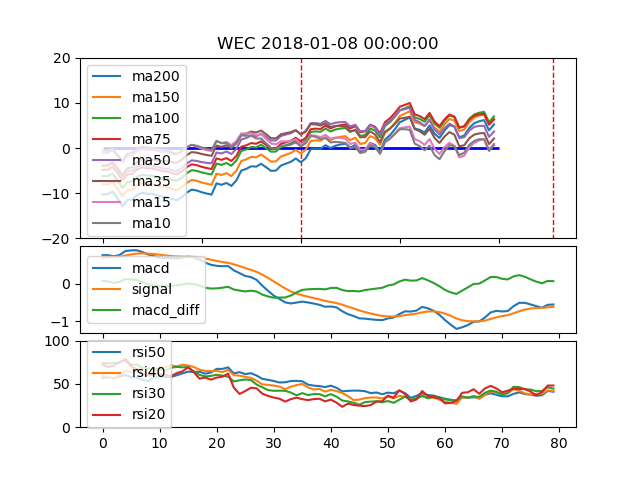 WEC 2018-01-08 00:00:00
20
10
0
−10
−20
ma200
ma150
ma100
ma75
ma50
ma35
ma15
ma10
0
−1
macd
signal
macd_diff
100
50
0
rsi50
rsi40
rsi30
rsi20
0 10 20 30 40 50 60 70 80